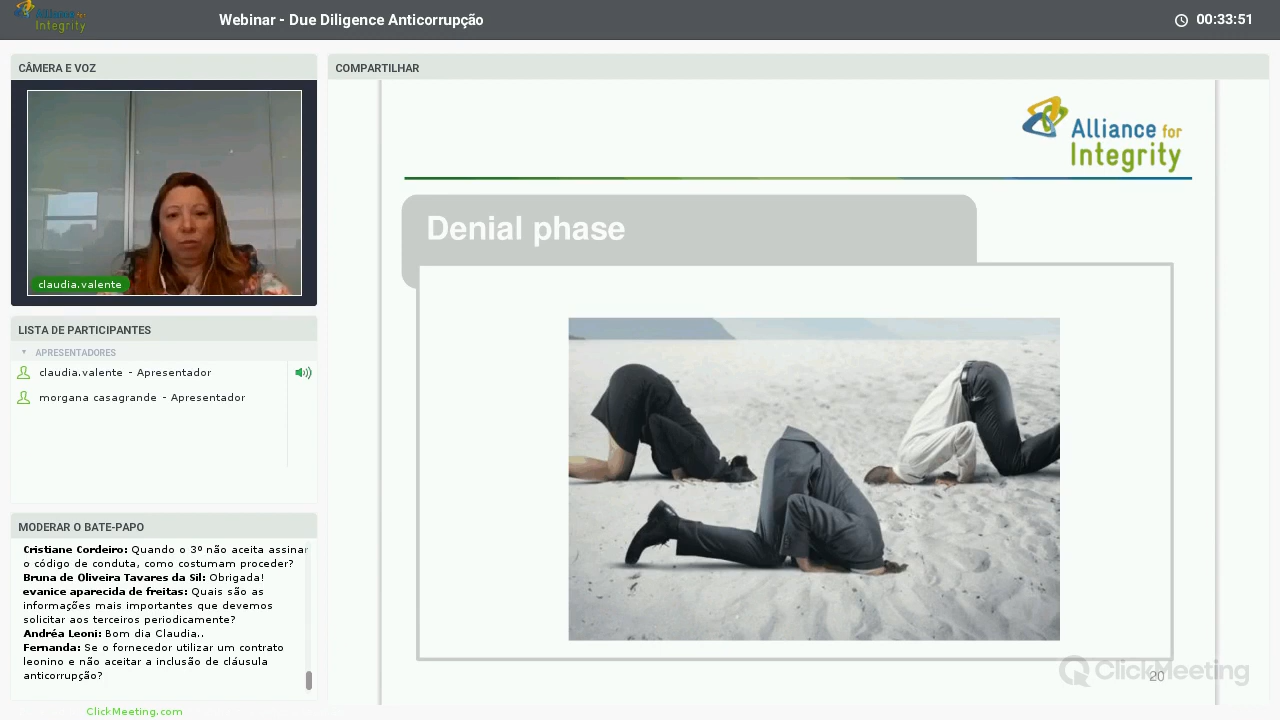 Alliance for
Integrity
Webinar - Due Diligence Anticorrupção
00:33:51
CÂMERA E VOZ
claudia.valente
LISTA DE PARTICIPANTES
APRESENTADORES
claudia.valente - Apresentador
morgana casagrande - Apresentador
MODERAR O BATE-PAPO
Cristiane Cordeiro: Quando o 3º não aceita assinar
o código de conduta, como costumam proceder?
Bruna de Oliveira Tavares da Sil: Obrigada!
evanice aparecida de freitas: Quais são as
informações mais importantes que devemos
solicitar aos terceiros periodicamente?
Andréa Leoni: Bom dia Claudia..
Fernanda: Se o fornecedor utilizar um contrato
leonino e não aceitar a inclusão de cláusula
anticorrupção?
ClickMeeting.com
COMPARTILHAR
Alliance for
Integrity
Denial phase
ClickMeeting
20